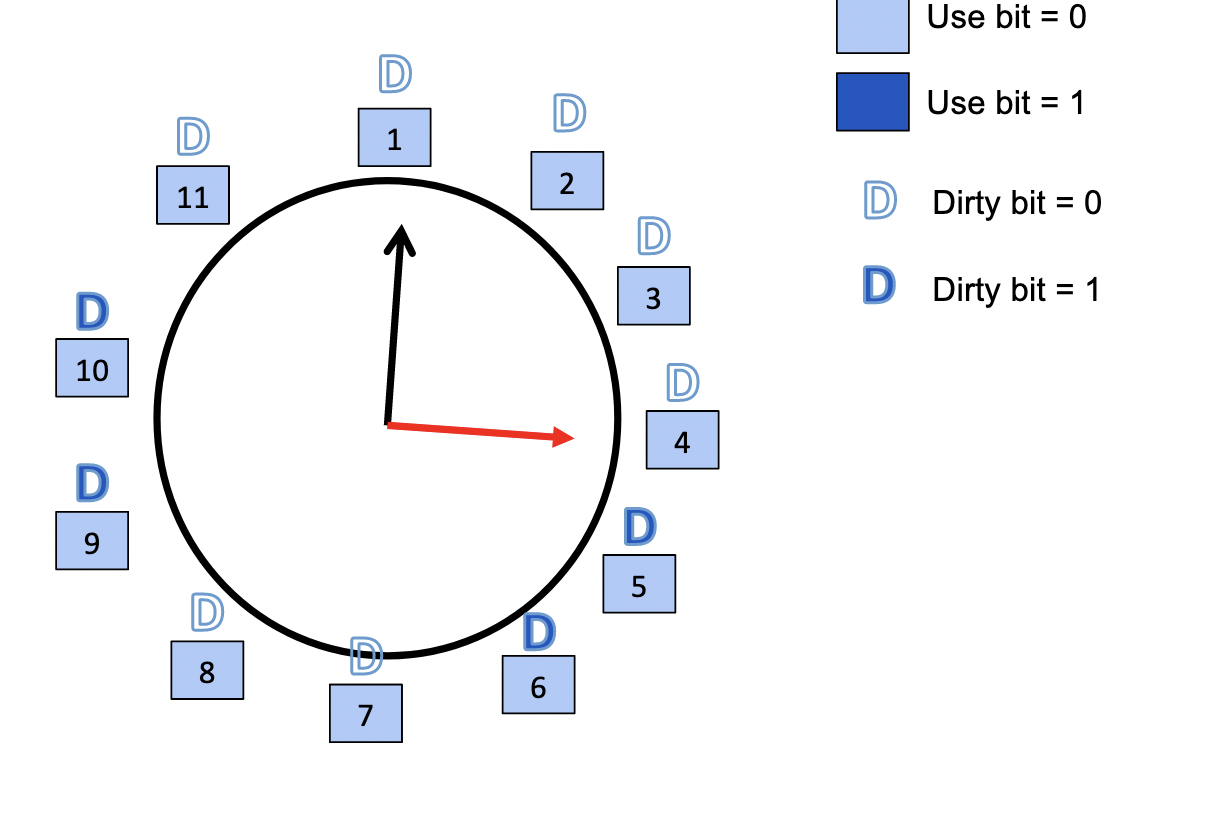 Use bit = 0
Use bit = 1
D Dirty bit = 0
D Dirty bit = 1
D
1
D
2
D
3
D
4
D
5
D
6
D
7
D
8
D
9
D
10
D
11